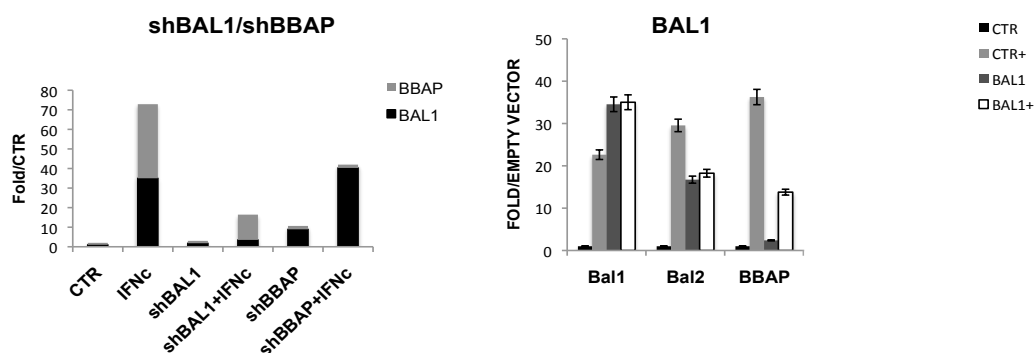 shBAL1/shBBAP
Fold/CTR
80
70
60
50
40
30
20
10
0
CTR
IFNc
shBAL1
shBAL1+IFNc
shBBAP
shBBAP+IFNc
BBAP
BAL1
BAL1
FOLD/EMPTY VECTOR
50
40
30
20
10
0
Bal1
Bal2
BBAP
CTR
CTR+
BAL1
BAL1+